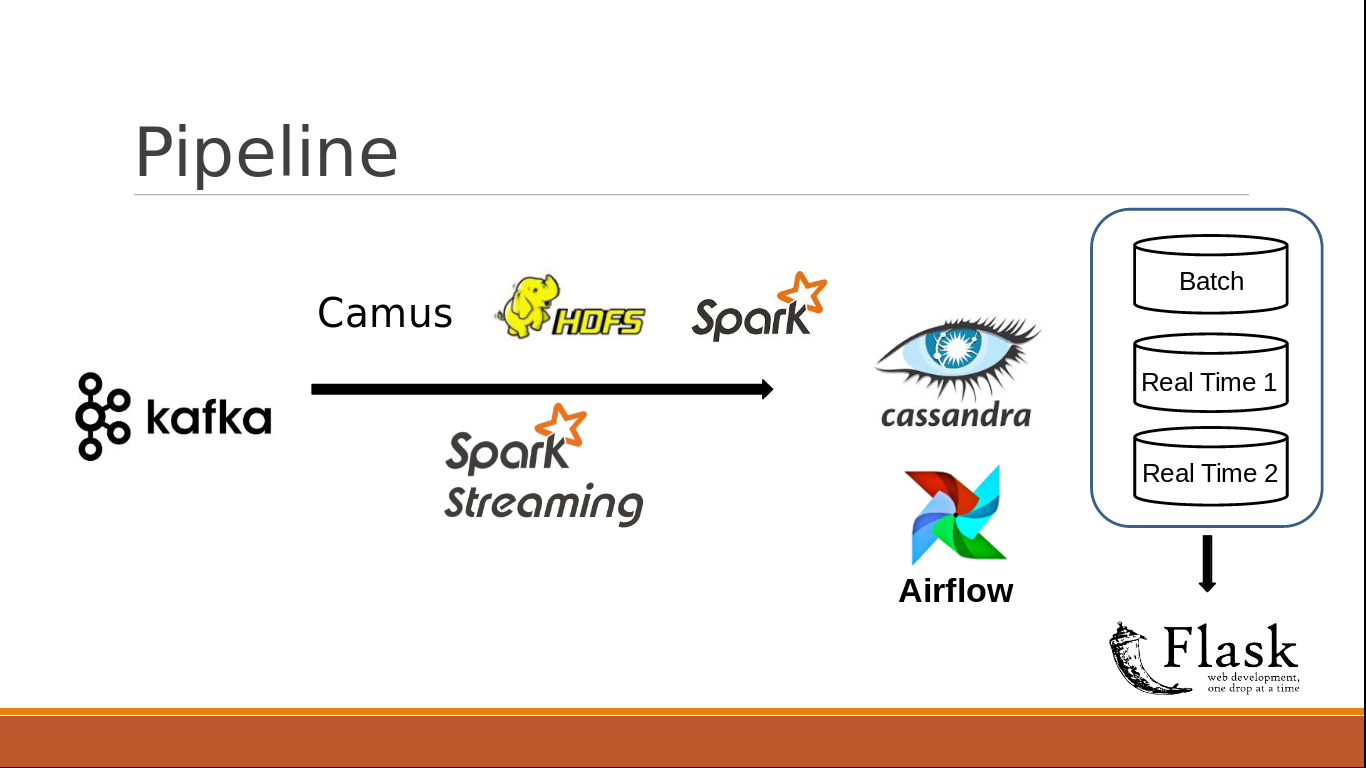 Pipeline
Camus
HDFS
Spark
kafka
Spark
Streaming
cassandra
Airflow
Batch
Real Time 1
Real Time 2
Flask
web development,
one drop at a time